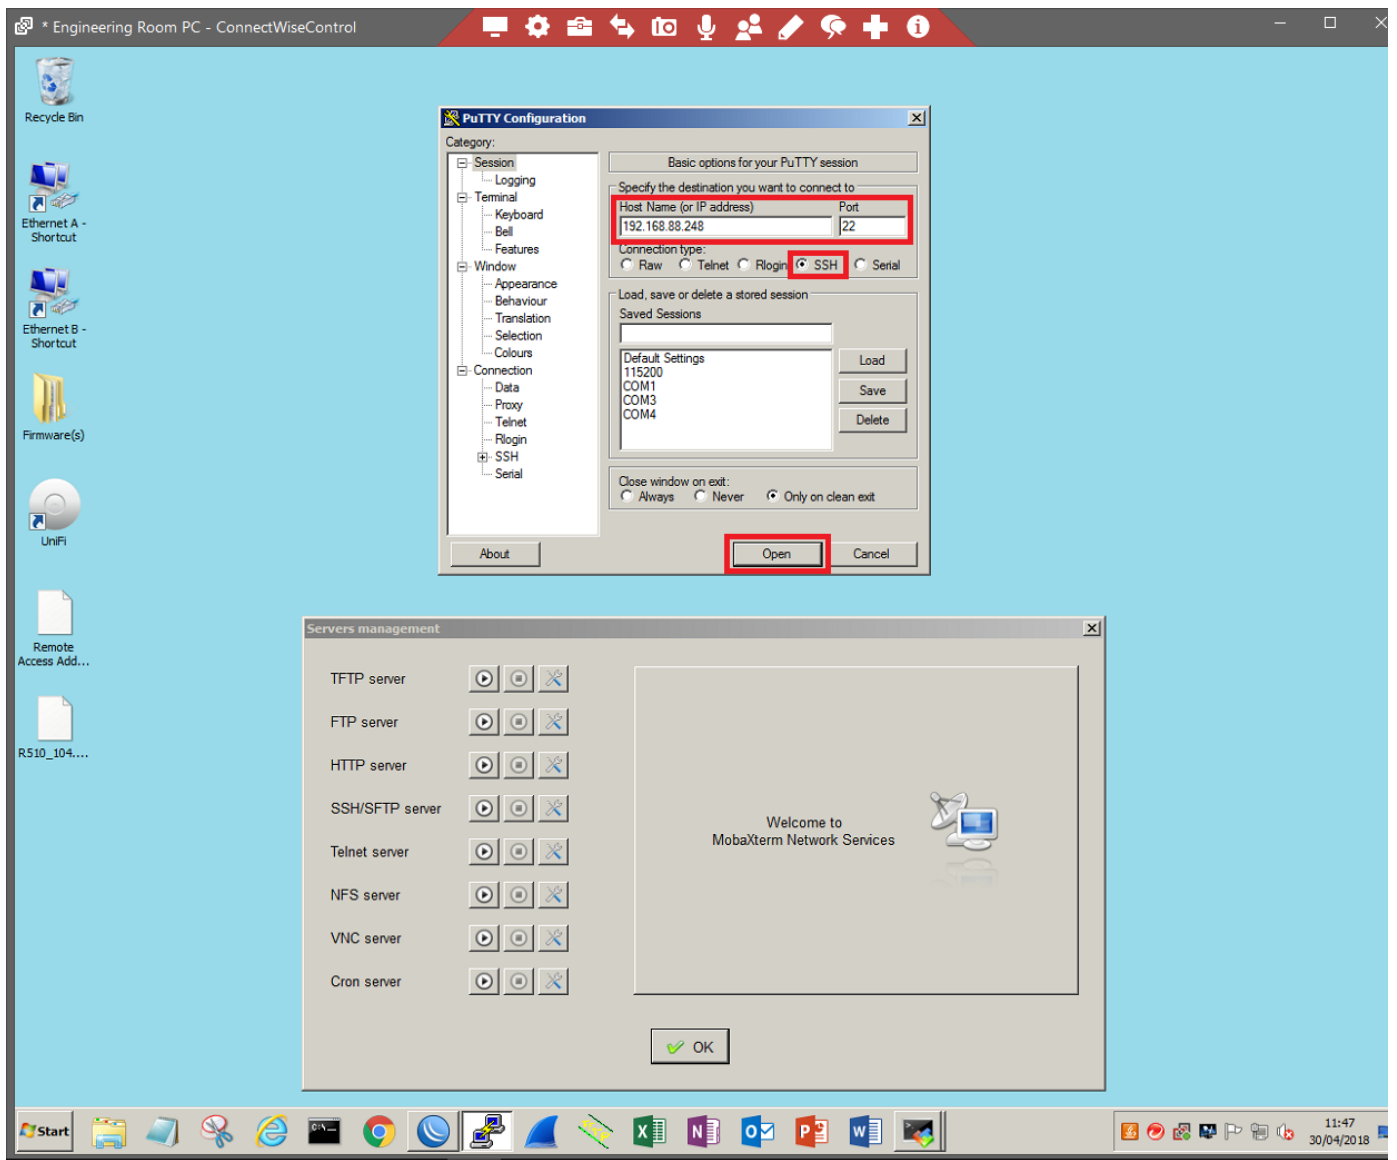 * Engineering Room PC - ConnectWiseControl
Recycle Bin
Ethernet A -
Shortcut
Ethernet B -
Shortcut
Firmware(s)
UniFi
Remote
Access Add...
R510_104....
PuTTY Configuration
Category:
Session
Logging
Terminal
Keyboard
Bell
Features
Window
Appearance
Behaviour
Translation
Selection
Colours
Connection
Data
Proxy
Telnet
Rlogin
SSH
Serial
Basic options for your PuTTY session
Specify the destination you want to connect to
Host Name (or IP address) Port
192.168.88.248 22
Connection type:
Raw Telnet Rlogin SSH Serial
Load, save or delete a stored session
Saved Sessions
Default Settings
115200
COM1
COM3
COM4
Load
Save
Delete
Close window on exit:
Always Never Only on clean exit
About Open Cancel
Servers management
TFTP server
FTP server
HTTP server
SSH/SFTP server
Telnet server
NFS server
VNC server
Cron server
Welcome to
MobaXterm Network Services
OK
Start
C:\_
X
N
O
P
W
11:47
30/04/2018